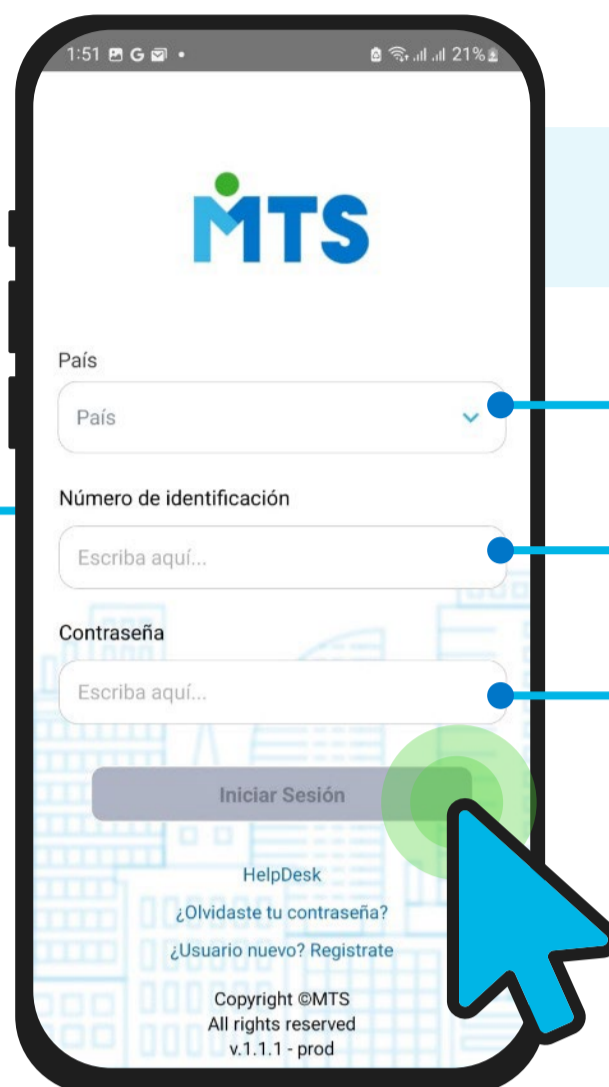 1:51 G
21%
MTS
País
País
Número de identificación
Escriba aquí...
Contraseña
Escriba aquí...
Iniciar Sesión
HelpDesk
¿Olvidaste tu contraseña?
¿Usuario nuevo? Registrate
Copyright ©MTS
All rights reserved
v.1.1.1 - prod